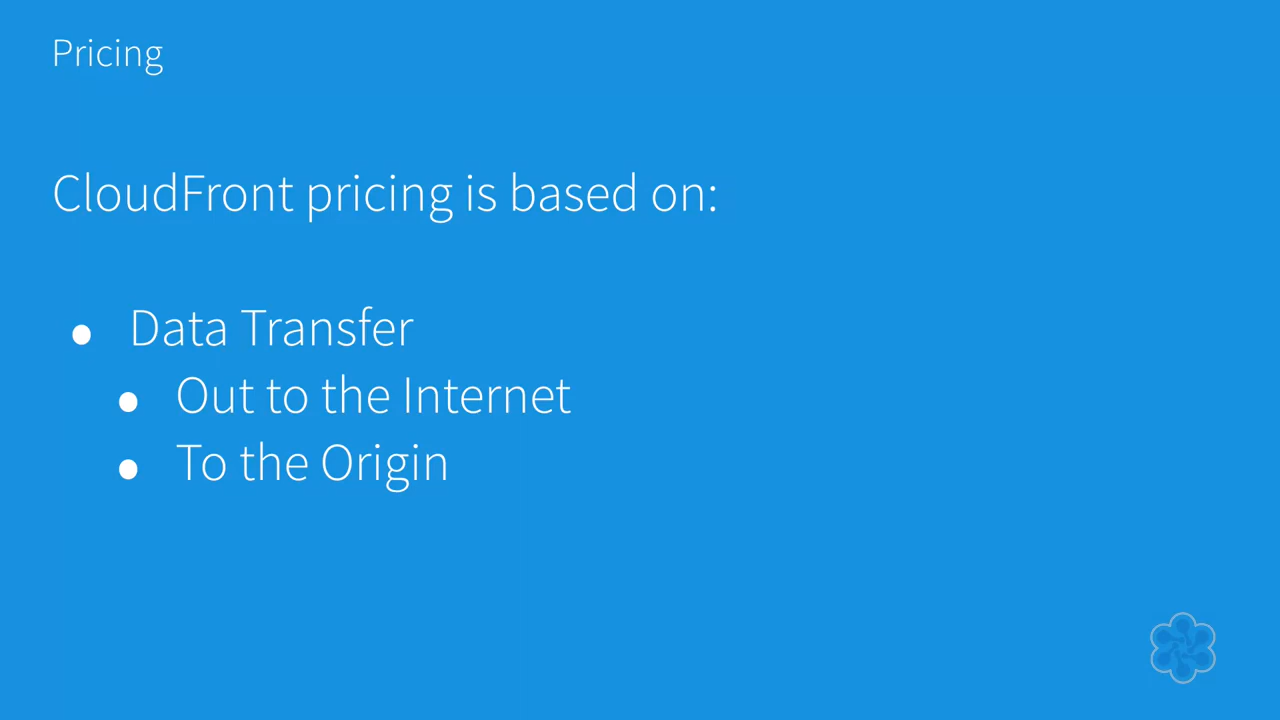 Pricing
CloudFront pricing is based on:
● Data Transfer
● Out to the Internet
● To the Origin